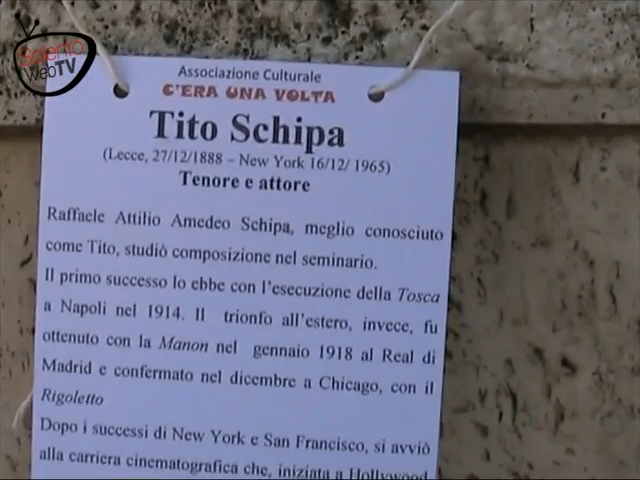 Salento
WebTV
Associazione Culturale
C'ERA UNA VOLTA
Tito Schipa
(Lecce, 27/12/1888 – New York 16/12/ 1965)
Tenore e attore
Raffaele Attilio Amedeo Schipa, meglio conosciuto
come Tito, studiò composizione nel seminario.
Il primo successo lo ebbe con l'esecuzione della Tosca
a Napoli nel 1914. Il trionfo all'estero, invece, fu
ottenuto con la Manon nel gennaio 1918 al Real di
Madrid e confermato nel dicembre a Chicago, con il
Rigoletto
Dopo i successi di New York e San Francisco, si avviò
alla carriera cinematografica che, iniziata a Hollywood